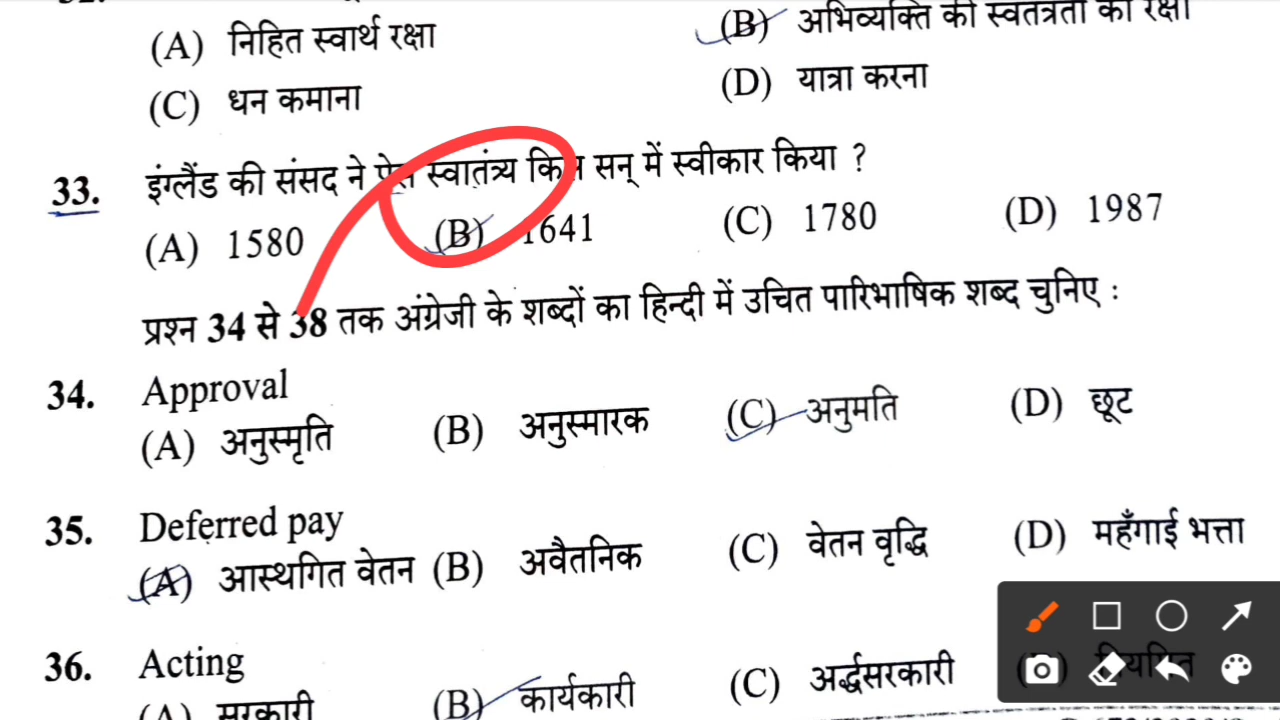 (A) निहित स्वार्थ रक्षा (B) अभिव्यक्ति की स्वतंत्रता की रक्षा
(C) धन कमाना (D) यात्रा करना
33. इंग्लैंड की संसद ने प्रेस स्वातंत्र्य किस सन् में स्वीकार किया ?
(A) 1580 (B) 1641 (C) 1780 (D) 1987
प्रश्न 34 से 38 तक अंग्रेजी के शब्दों का हिन्दी में उचित पारिभाषिक शब्द चुनिए :
34. Approval
(A) अनुस्मृति (B) अनुस्मारक (C) अनुमति (D) छूट
35. Deferred pay
(A) आस्थगित वेतन (B) अवैतनिक (C) वेतन वृद्धि (D) महँगाई भत्ता
36. Acting
(A) सरकारी (B) कार्यकारी (C) अर्द्धसरकारी